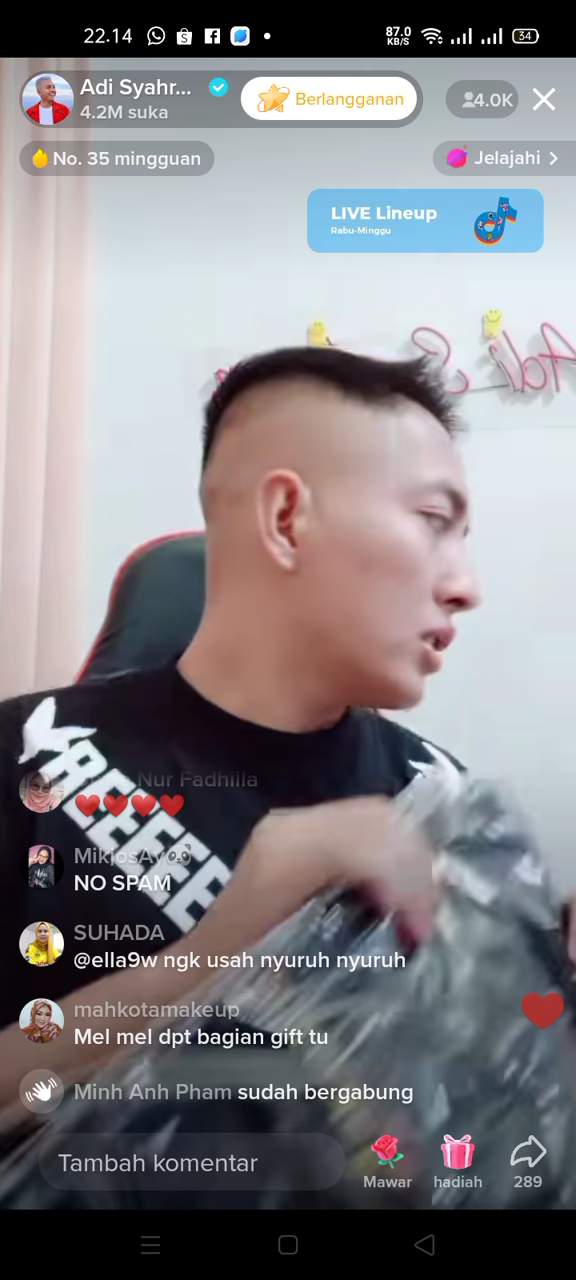 22.14
87.0
KB/S
34
Adi Syahr...
4.2M suka
Berlangganan
4.0K
No. 35 mingguan
Jelajahi >
LIVE Lineup
Rabu-Minggu
Adi S
Nur Fadhilla
❤️❤️❤️❤️
MikjosAy🐼
NO SPAM
SUHADA
@ella9w ngk usah nyuruh nyuruh
mahkotamakeup
Mel mel dpt bagian gift tu
Minh Anh Pham sudah bergabung
Tambah komentar
Mawar
hadiah
289